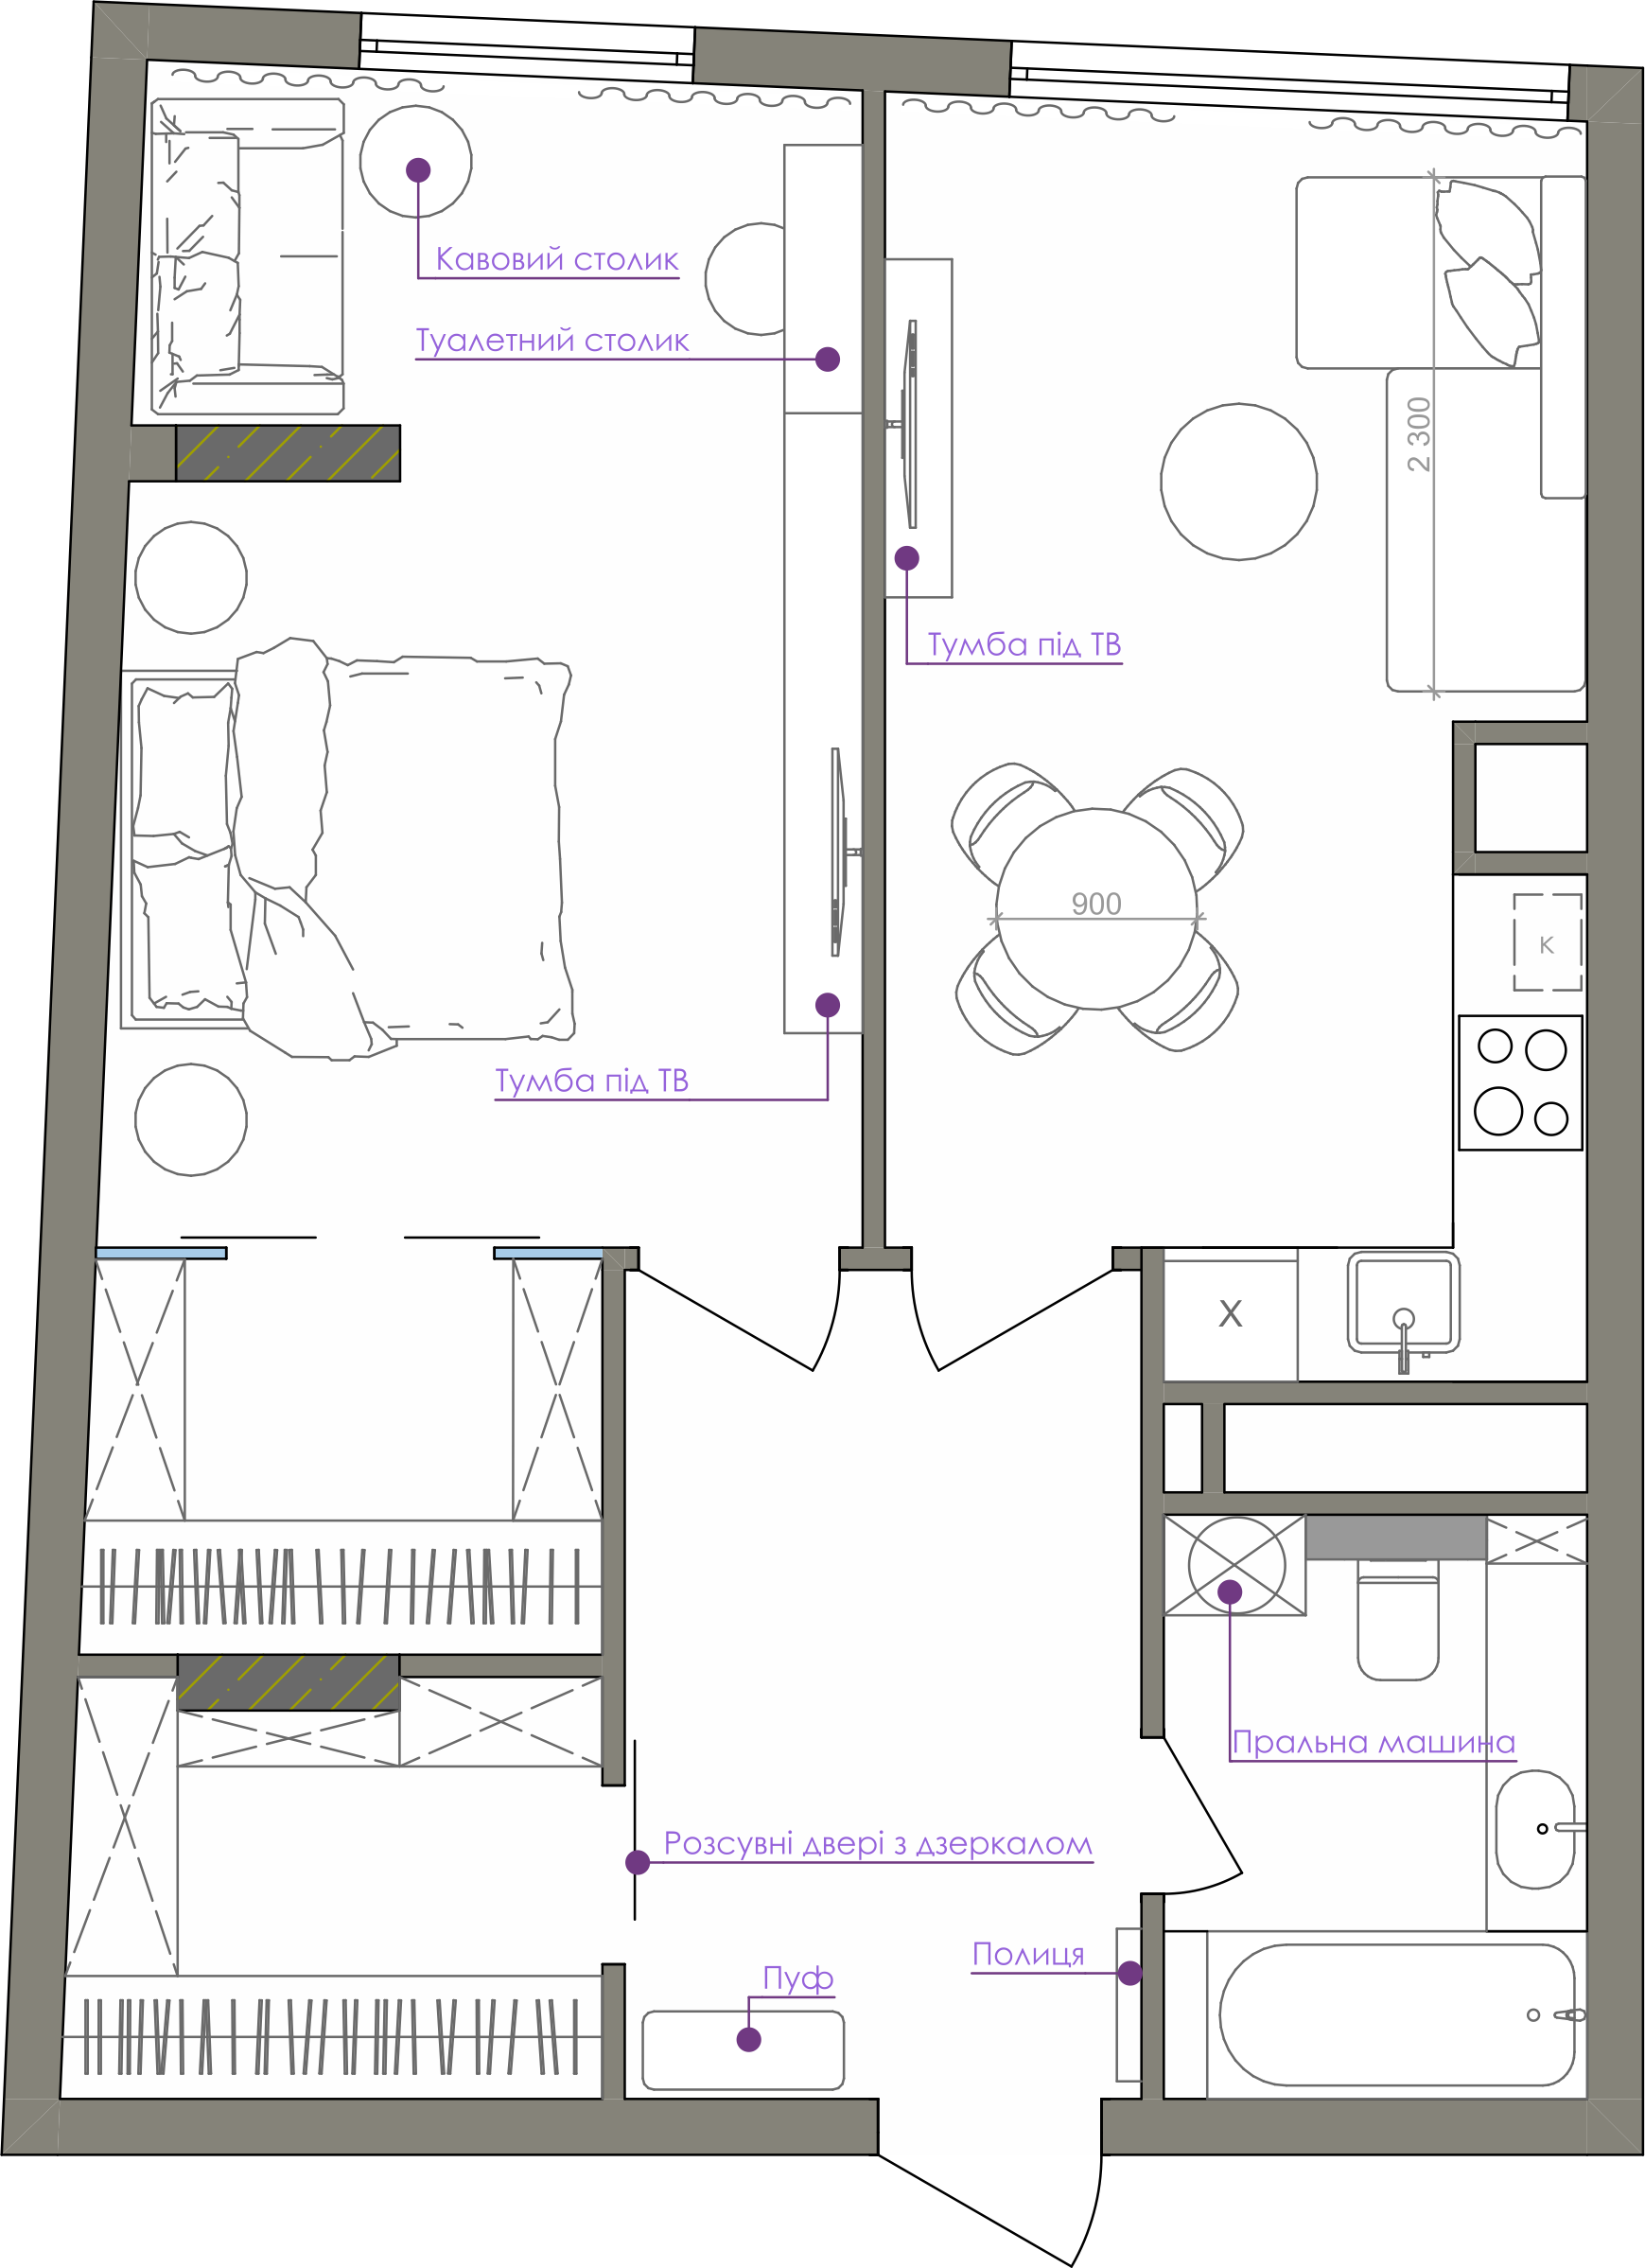 Кавовий столик
Туалетний столик
2 300
Тумба під ТВ
900
К
Тумба під ТВ
Х
Пральна машина
Розсувні двері з дзеркалом
Полиця
Пуф